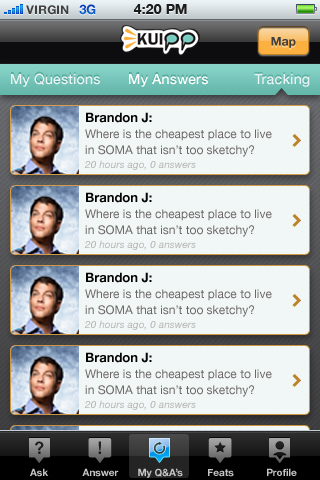 VIRGIN 3G 4:20 PM
KUIPP
Map
My Questions My Answers Tracking
Brandon J:
Where is the cheapest place to live
in SOMA that isn't too sketchy?
20 hours ago, 0 answers
Brandon J:
Where is the cheapest place to live
in SOMA that isn't too sketchy?
20 hours ago, 0 answers
Brandon J:
Where is the cheapest place to live
in SOMA that isn't too sketchy?
20 hours ago, 0 answers
Brandon J:
Where is the cheapest place to live
in SOMA that isn't too sketchy?
20 hours ago, 0 answers
? !
Ask Answer My Q&A's Feats Profile